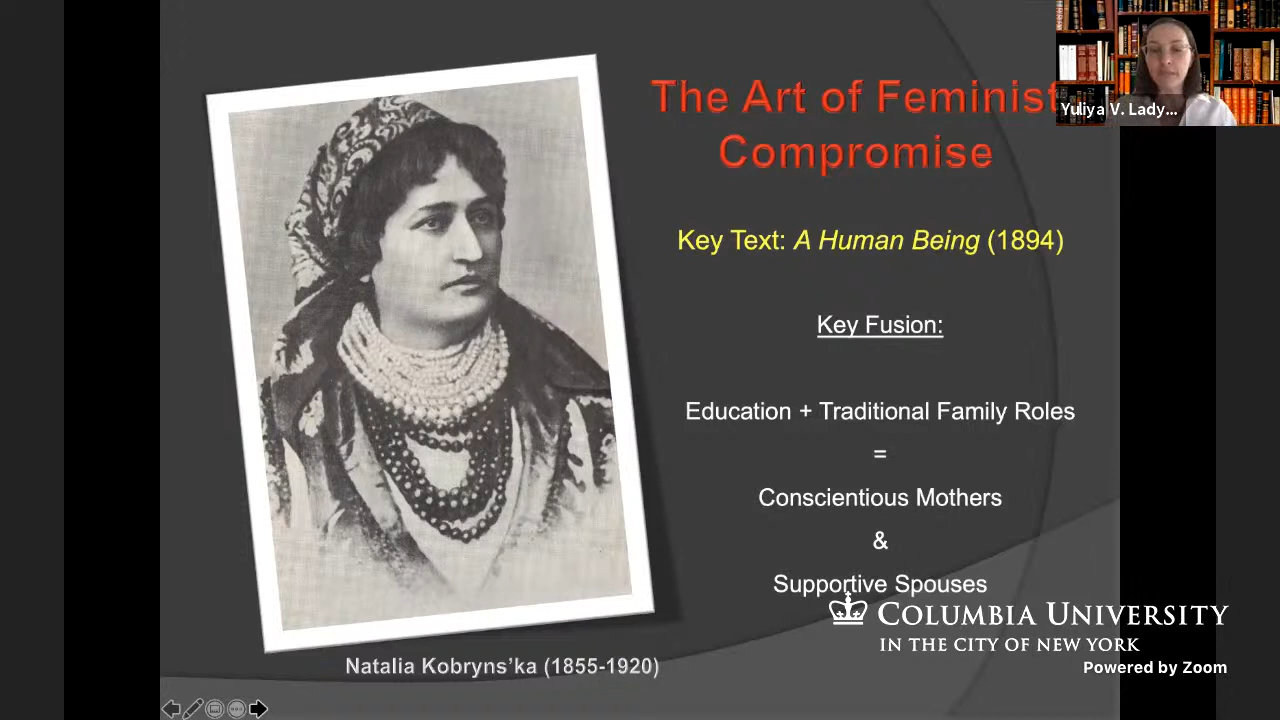 The Art of Feminist
Compromise
Yuliya V. Lady...
Key Text: A Human Being (1894)
Key Fusion:
Education + Traditional Family Roles
=
Conscientious Mothers
&
Supportive Spouses
COLUMBIA UNIVERSITY
IN THE CITY OF NEW YORK
Powered by Zoom
Natalia Kobryns’ka (1855-1920)